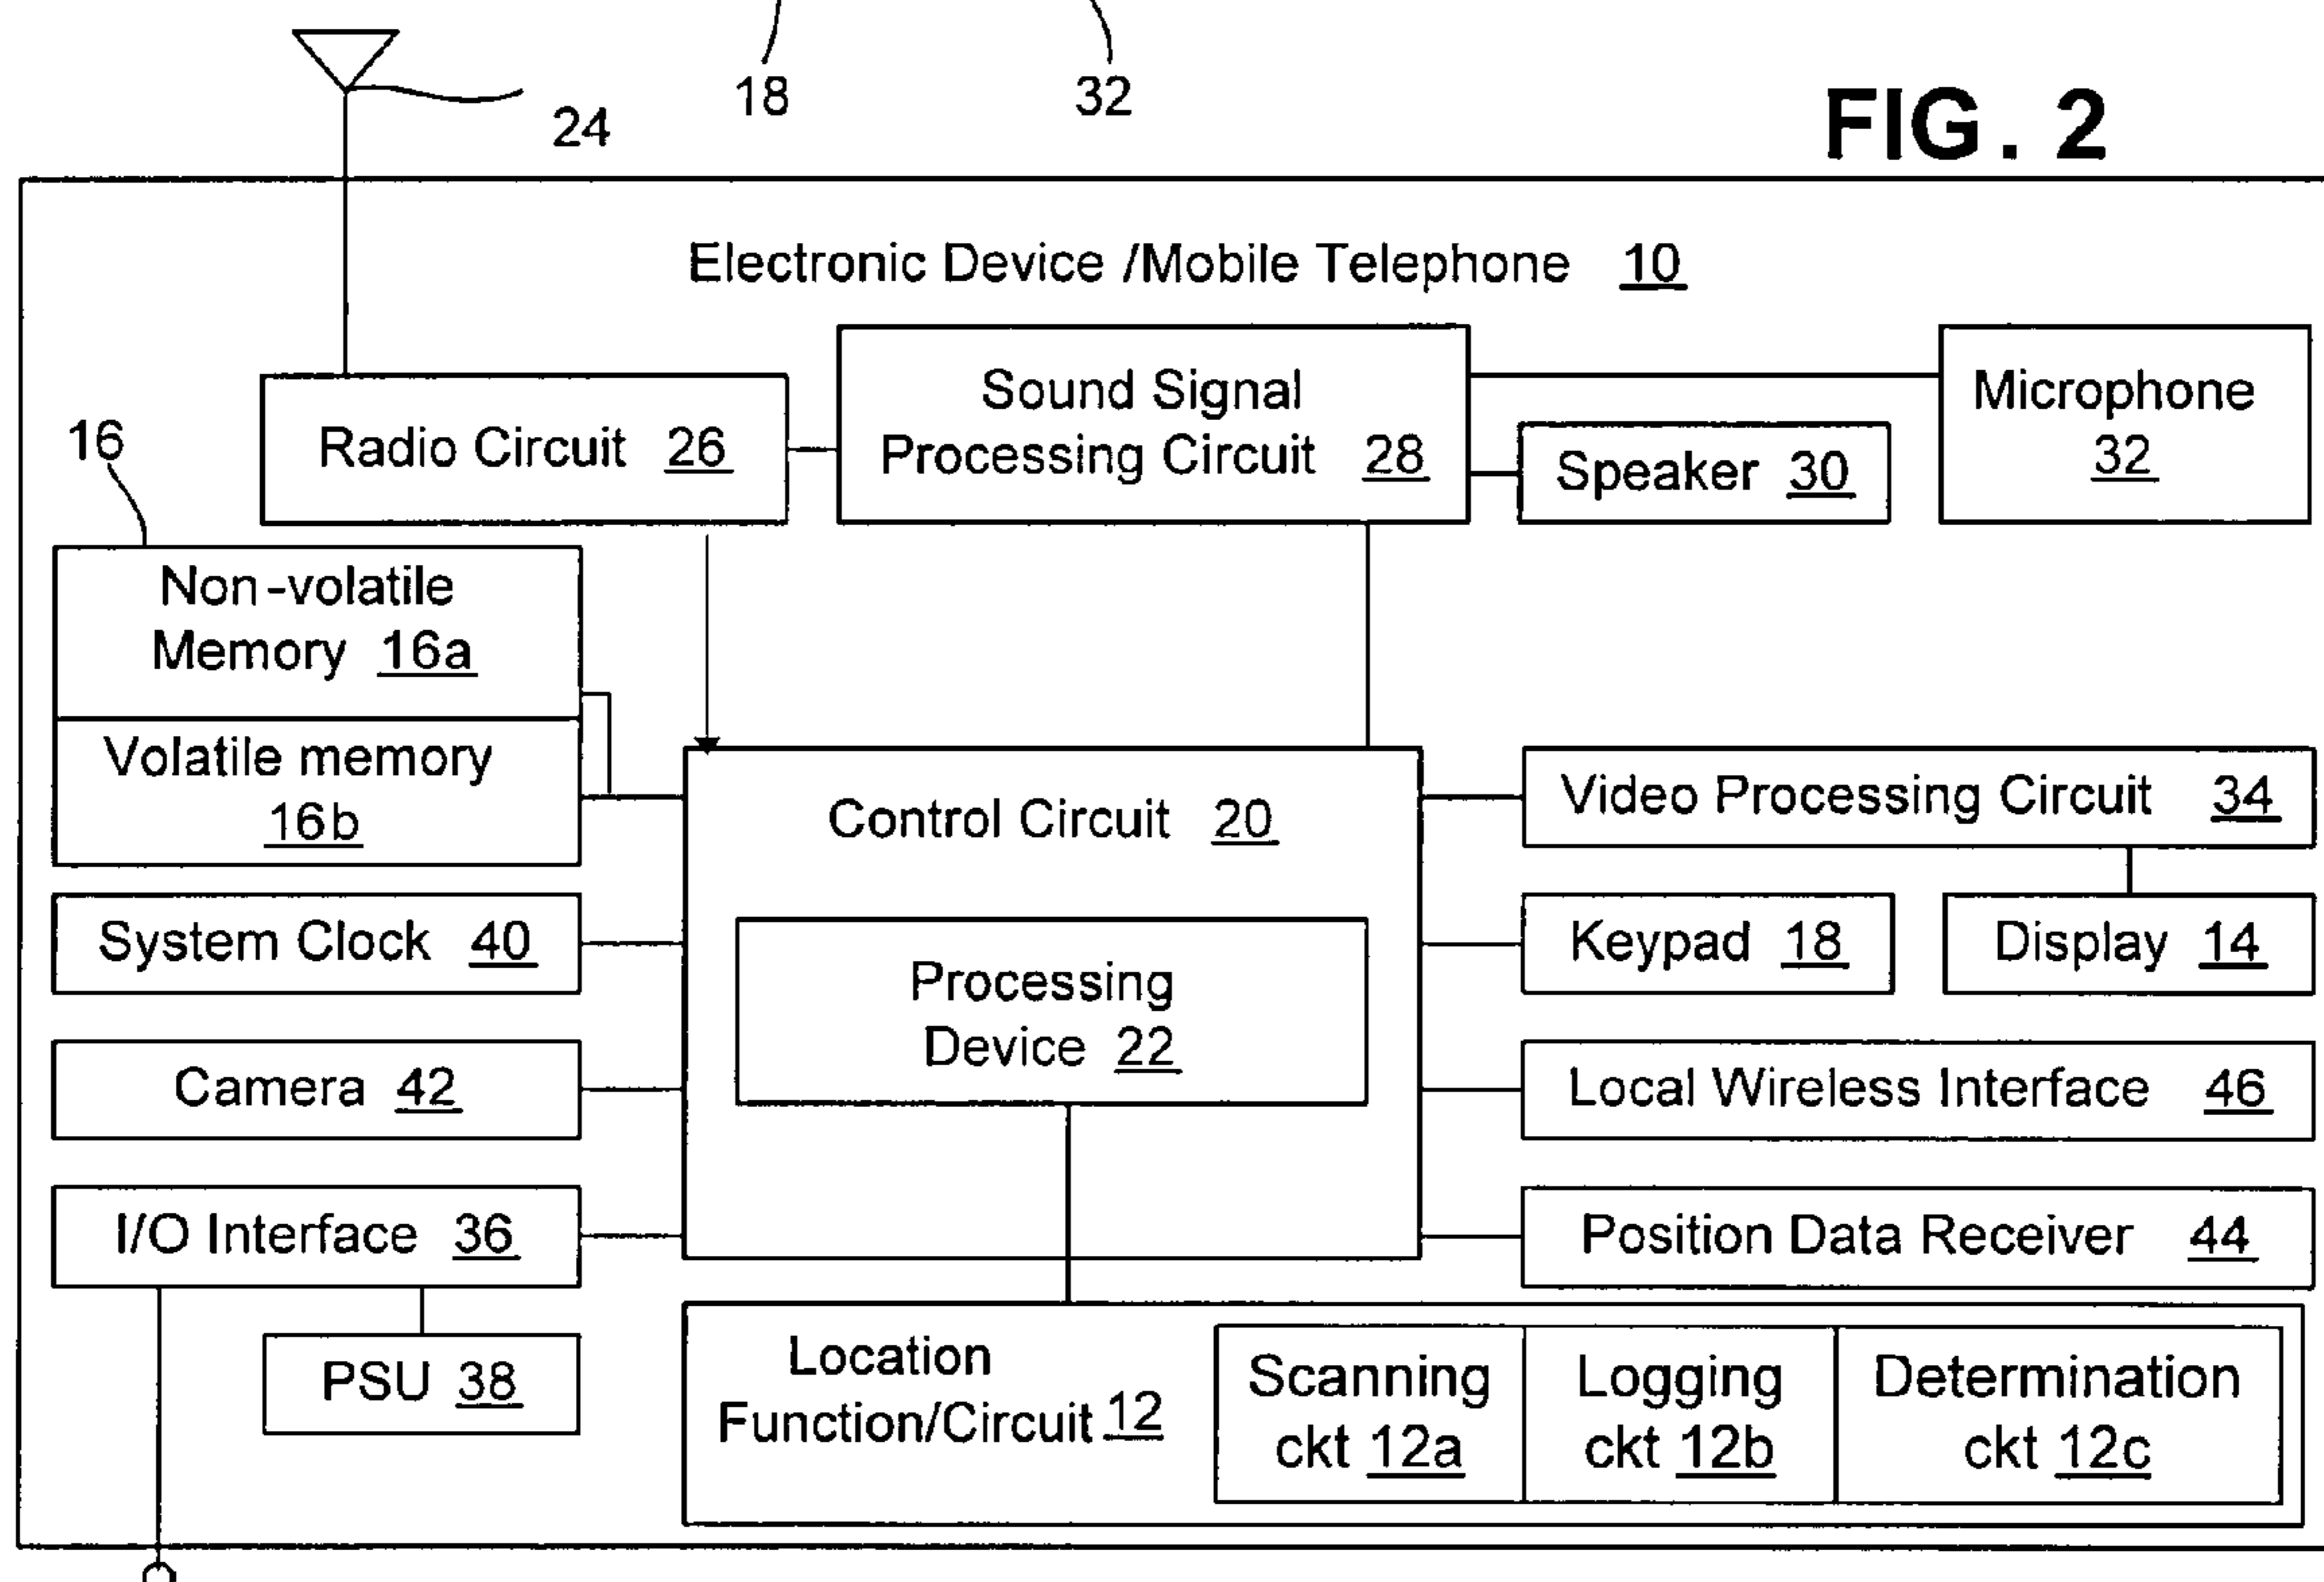 18
32
24
FIG. 2
Electronic Device /Mobile Telephone 10
Radio Circuit 26
Sound Signal
Processing Circuit 28
Microphone
32
Speaker 30
16
Non-volatile
Memory 16a
Volatile memory
16b
Control Circuit 20
Video Processing Circuit 34
System Clock 40
Keypad 18
Display 14
Processing
Device 22
Camera 42
Local Wireless Interface 46
I/O Interface 36
Position Data Receiver 44
PSU 38
Location
Function/Circuit 12
Scanning
ckt 12a
Logging
ckt 12b
Determination
ckt 12c